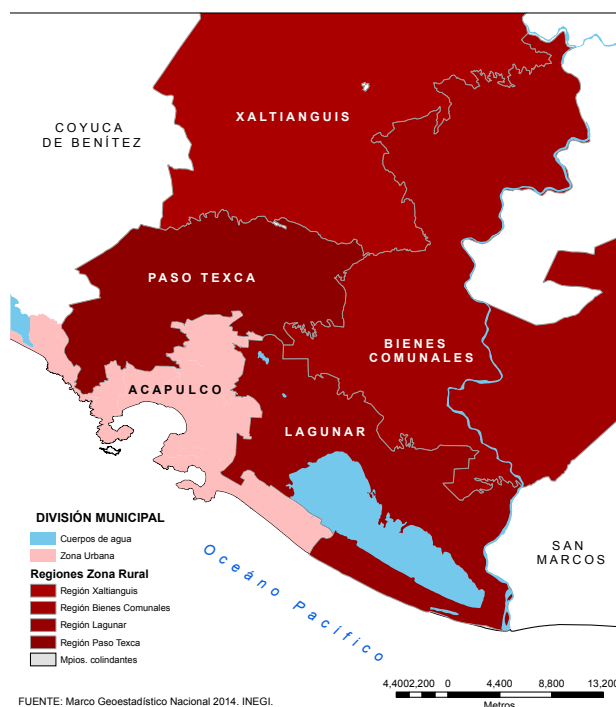 XALTIANGUIS
COYUCA
DE BENÍTEZ
PASO TEXCA
BIENES
COMUNALES
ACAPULCO
LAGUNAR
SAN
MARCOS
Océano Pacífico
DIVISIÓN MUNICIPAL
Cuerpos de agua
Zona Urbana
Regiones Zona Rural
Región Xaltianguis
Región Bienes Comunales
Región Lagunar
Región Paso Texca
Mpios. colindantes
4,4002,200 0 4,400 8,800 13,200
Metros
FUENTE: Marco Geoestadístico Nacional 2014. INEGI.